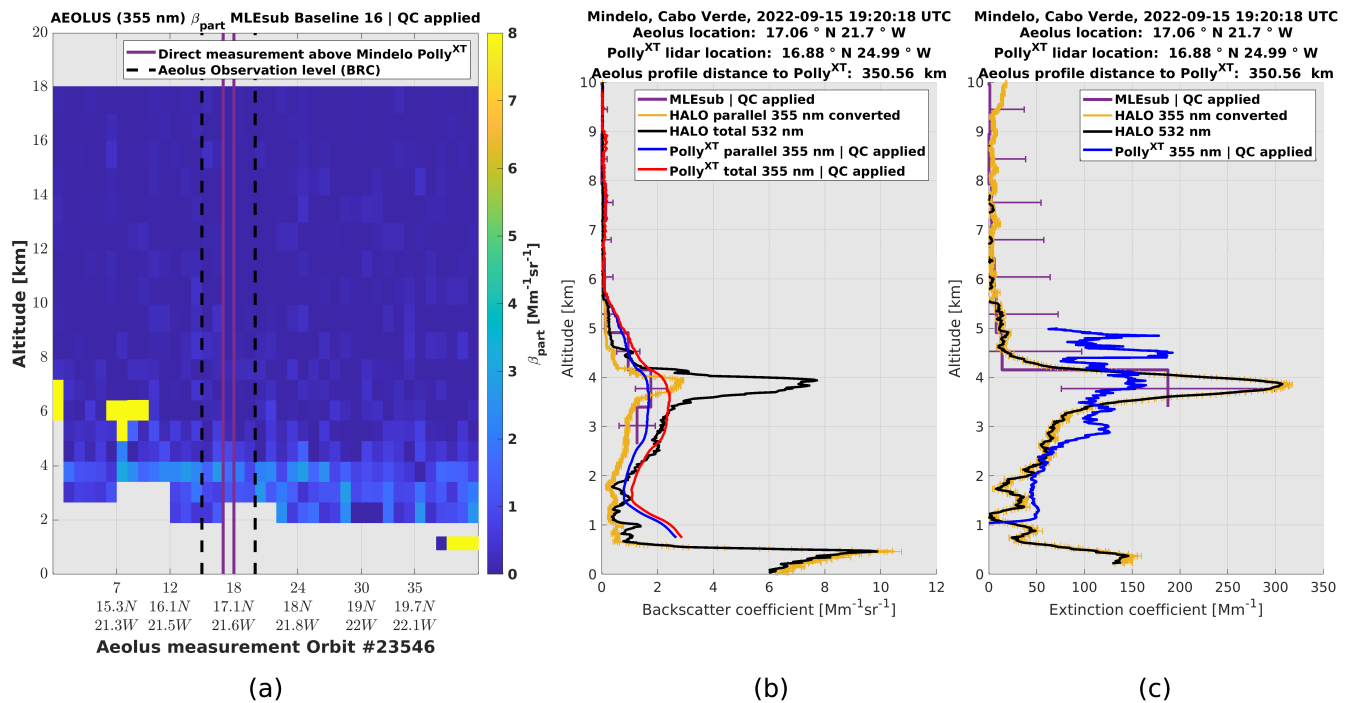 AEOLUS (355 nm) βpart MLEsub Baseline 16 | QC applied
20
18
16
14
12
10
8
6
4
2
0
Altitude [km]
Direct measurement above Mindelo Polly^XT
Aeolus Observation level (BRC)
7 12 18 24 30 35
15.3N 16.1N 17.1N 18N 19N 19.7N
21.3W 21.5W 21.6W 21.8W 22W 22.1W
Aeolus measurement Orbit #23546
8
7
6
5
4
3
2
1
0
βpart [Mm^-1sr^-1]
(a)
Mindelo, Cabo Verde, 2022-09-15 19:20:18 UTC
Aeolus location: 17.06 ° N 21.7 ° W
Polly^XT lidar location: 16.88 ° N 24.99 ° W
Aeolus profile distance to Polly^XT: 350.56 km
10
9
8
7
6
5
4
3
2
1
0
Altitude [km]
MLEsub | QC applied
HALO parallel 355 nm converted
HALO total 532 nm
Polly^XT parallel 355 nm | QC applied
Polly^XT total 355 nm | QC applied
0 2 4 6 8 10 12
Backscatter coefficient [Mm^-1sr^-1]
(b)
Mindelo, Cabo Verde, 2022-09-15 19:20:18 UTC
Aeolus location: 17.06 ° N 21.7 ° W
Polly^XT lidar location: 16.88 ° N 24.99 ° W
Aeolus profile distance to Polly^XT: 350.56 km
10
9
8
7
6
5
4
3
2
1
0
Altitude [km]
MLEsub | QC applied
HALO 355 nm converted
HALO 532 nm
Polly^XT 355 nm | QC applied
0 50 100 150 200 250 300 350
Extinction coefficient [Mm^-1]
(c)